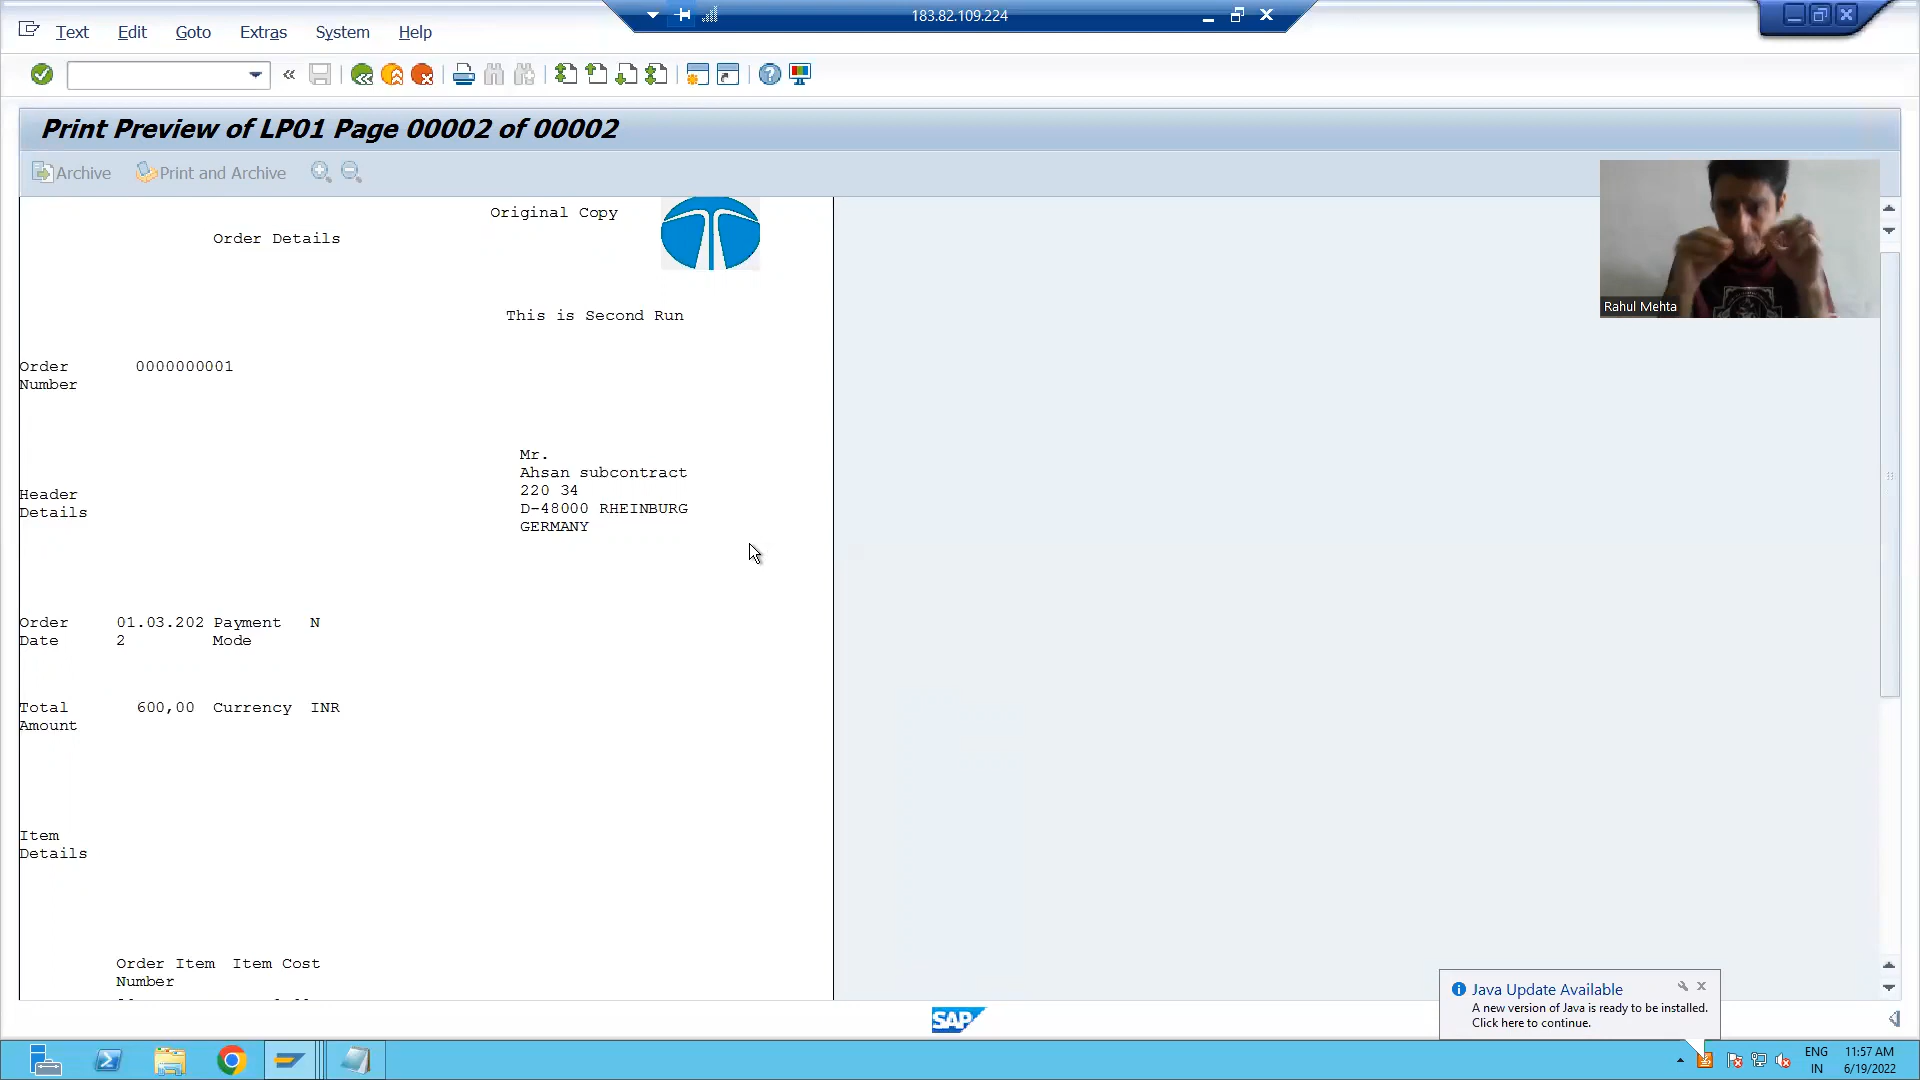 183.82.109.224
Text Edit Goto Extras System Help
Print Preview of LP01 Page 00002 of 00002
Archive Print and Archive
Original Copy
Order Details
This is Second Run
Order 0000000001
Number
Mr.
Ahsan subcontract
220 34
D-48000 RHEINBURG
GERMANY
Header
Details
Order 01.03.202 Payment N
Date 2 Mode
Total 600,00 Currency INR
Amount
Item
Details
Order Item Item Cost
Number
Rahul Mehta
Java Update Available
A new version of Java is ready to be installed.
Click here to continue.
SAP
ENG 11:57 AM
IN 6/19/2022